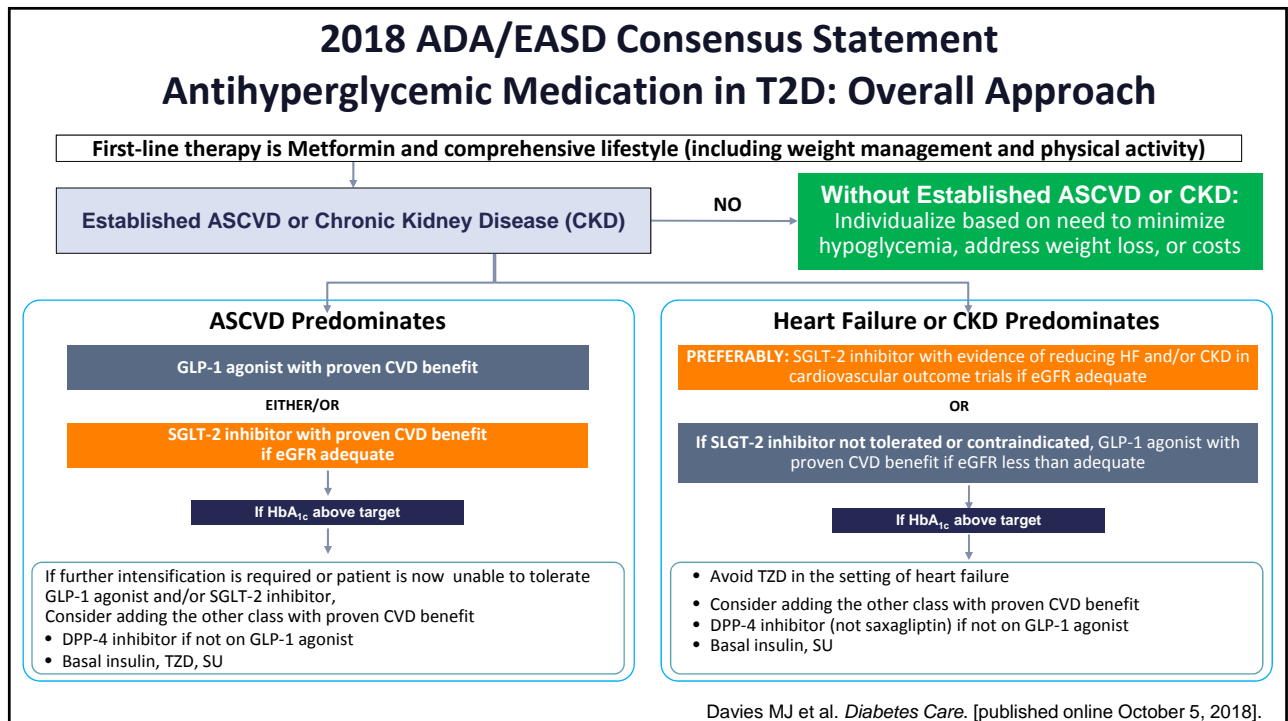 2018 ADA/EASD Consensus Statement
Antihyperglycemic Medication in T2D: Overall Approach
First-line therapy is Metformin and comprehensive lifestyle (including weight management and physical activity)
Established ASCVD or Chronic Kidney Disease (CKD)
NO
Without Established ASCVD or CKD:
Individualize based on need to minimize
hypoglycemia, address weight loss, or costs
ASCVD Predominates
GLP-1 agonist with proven CVD benefit
EITHER/OR
SGLT-2 inhibitor with proven CVD benefit
if eGFR adequate
If HbA1c above target
If further intensification is required or patient is now unable to tolerate
GLP-1 agonist and/or SGLT-2 inhibitor,
Consider adding the other class with proven CVD benefit
• DPP-4 inhibitor if not on GLP-1 agonist
• Basal insulin, TZD, SU
Heart Failure or CKD Predominates
PREFERABLY: SGLT-2 inhibitor with evidence of reducing HF and/or CKD in
cardiovascular outcome trials if eGFR adequate
OR
If SLGT-2 inhibitor not tolerated or contraindicated, GLP-1 agonist with
proven CVD benefit if eGFR less than adequate
If HbA1c above target
• Avoid TZD in the setting of heart failure
• Consider adding the other class with proven CVD benefit
• DPP-4 inhibitor (not saxagliptin) if not on GLP-1 agonist
• Basal insulin, SU
Davies MJ et al. Diabetes Care. [published online October 5, 2018].